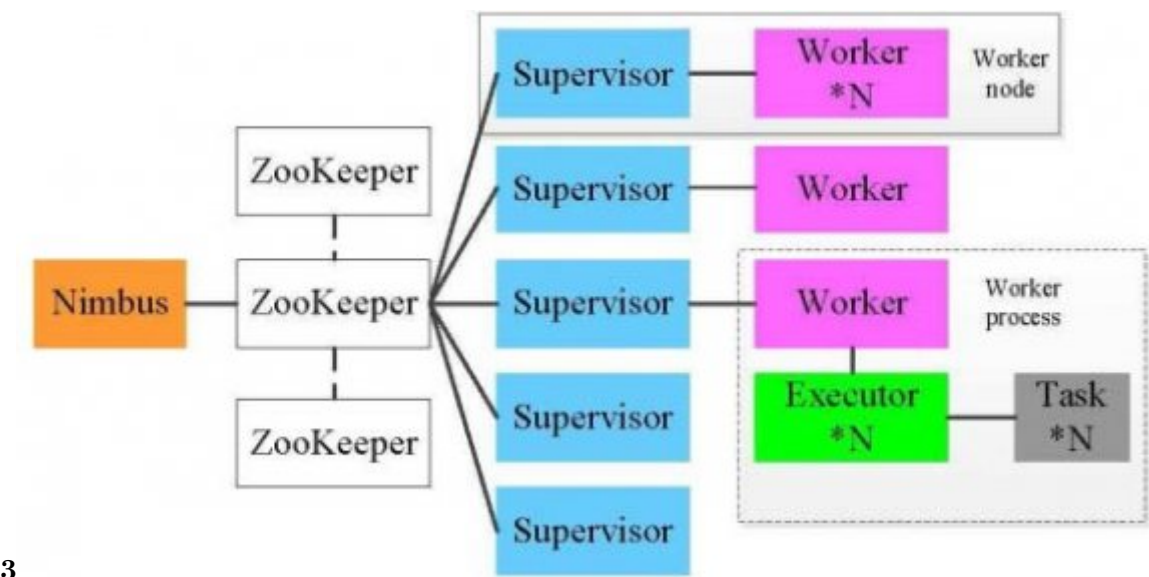 Supervisor
Worker
*N
Worker
node
ZooKeeper
Supervisor
Worker
Nimbus
ZooKeeper
Supervisor
Worker
Worker
process
ZooKeeper
Supervisor
Executor
*N
Task
*N
Supervisor
3